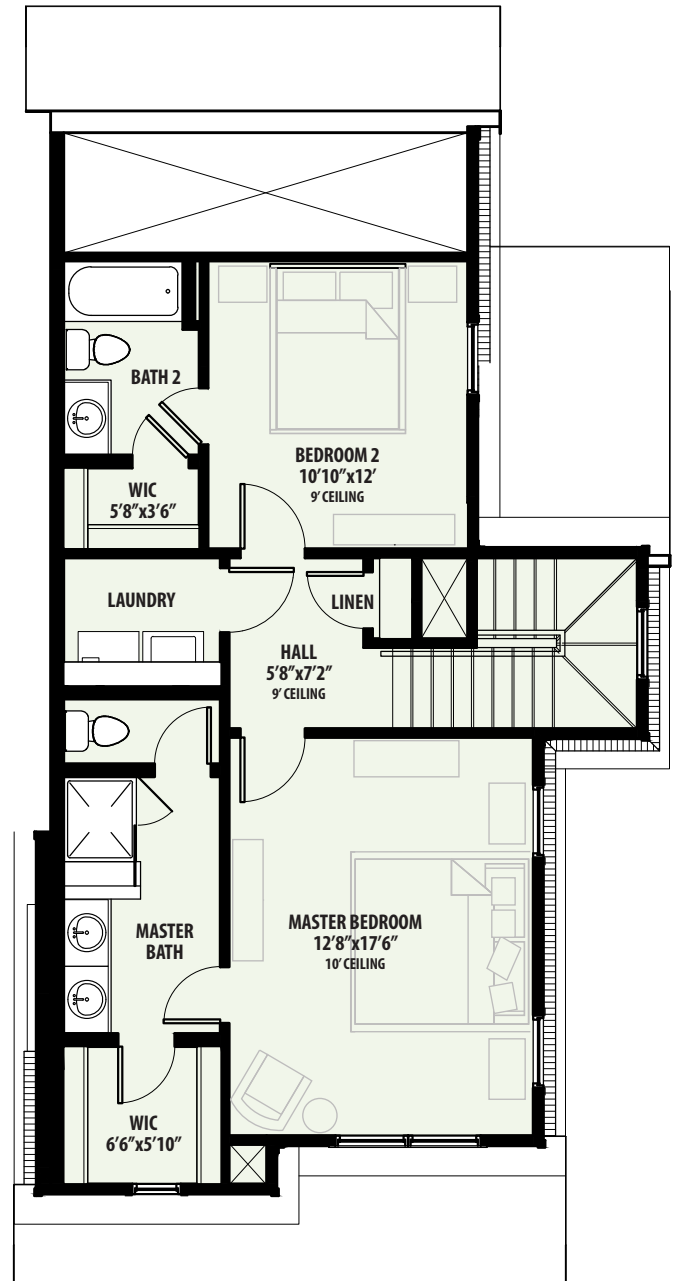 BATH 2
BEDROOM 2
10’10”x12’
9’ CEILING
WIC
5’8”x3’6”
LAUNDRY
LINEN
HALL
5’8”x7’2”
9’ CEILING
MASTER
BATH
MASTER BEDROOM
12’8”x17’6”
10’ CEILING
WIC
6’6”x5’10”